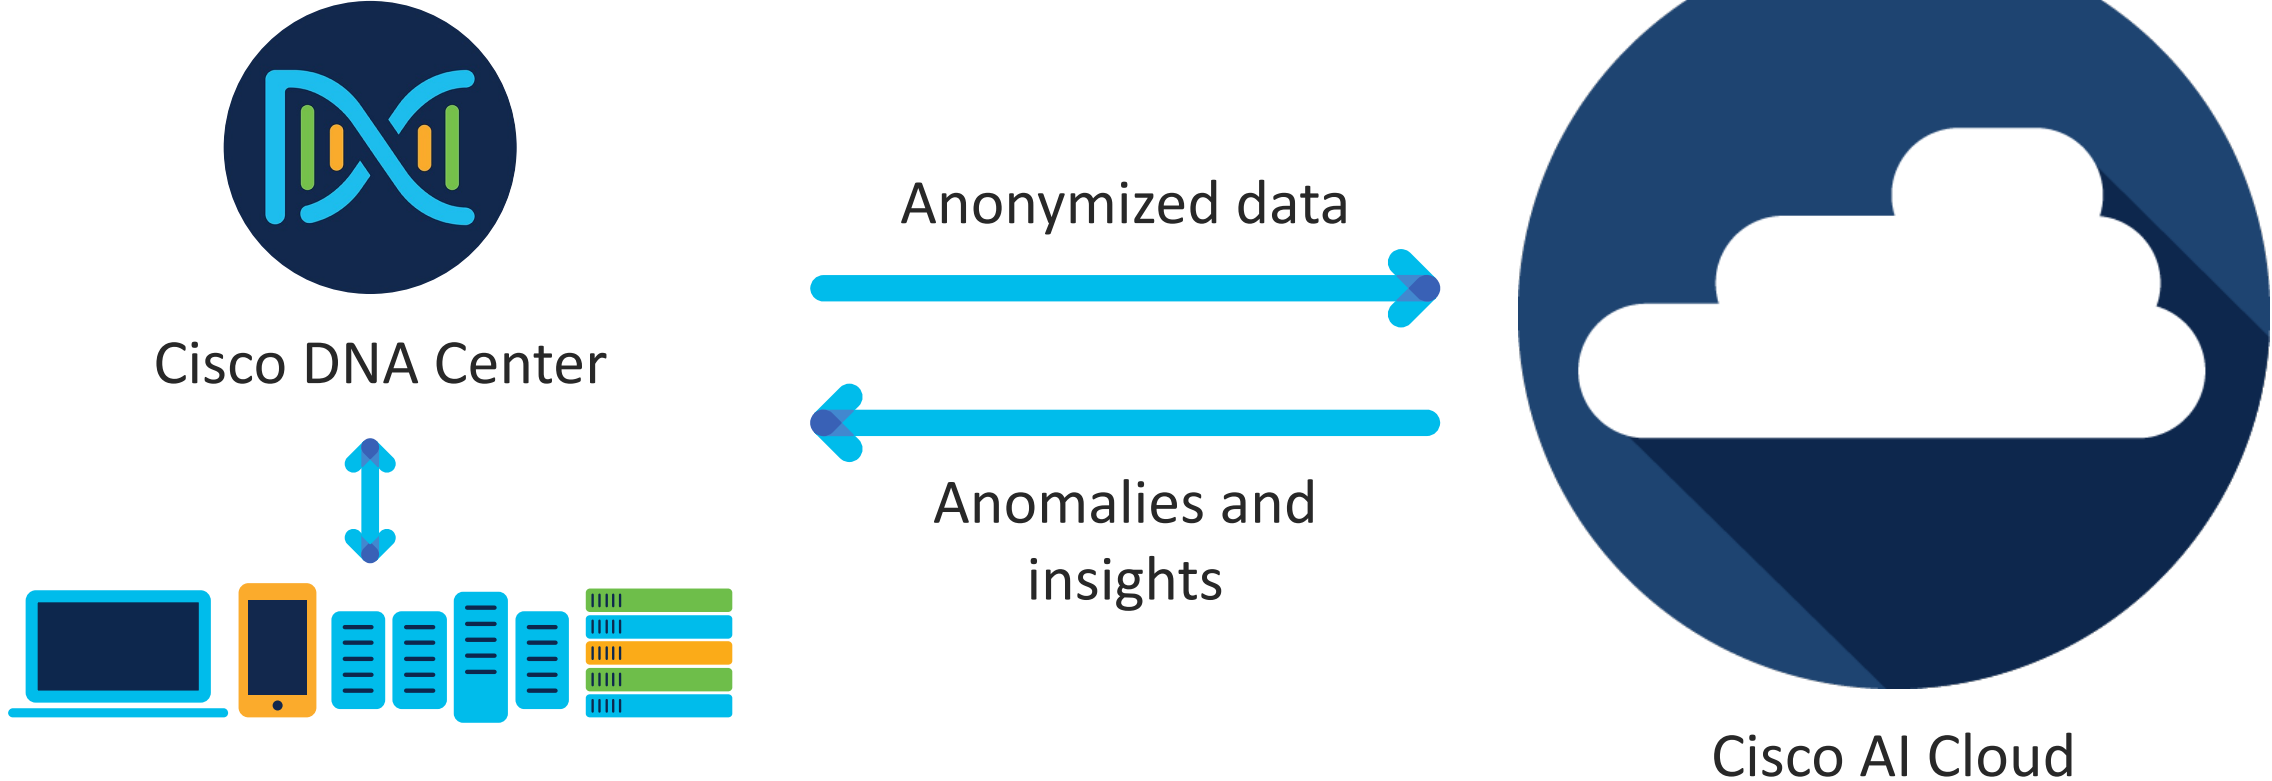 Anonymized data
Cisco DNA Center
Anomalies and
insights
Cisco AI Cloud